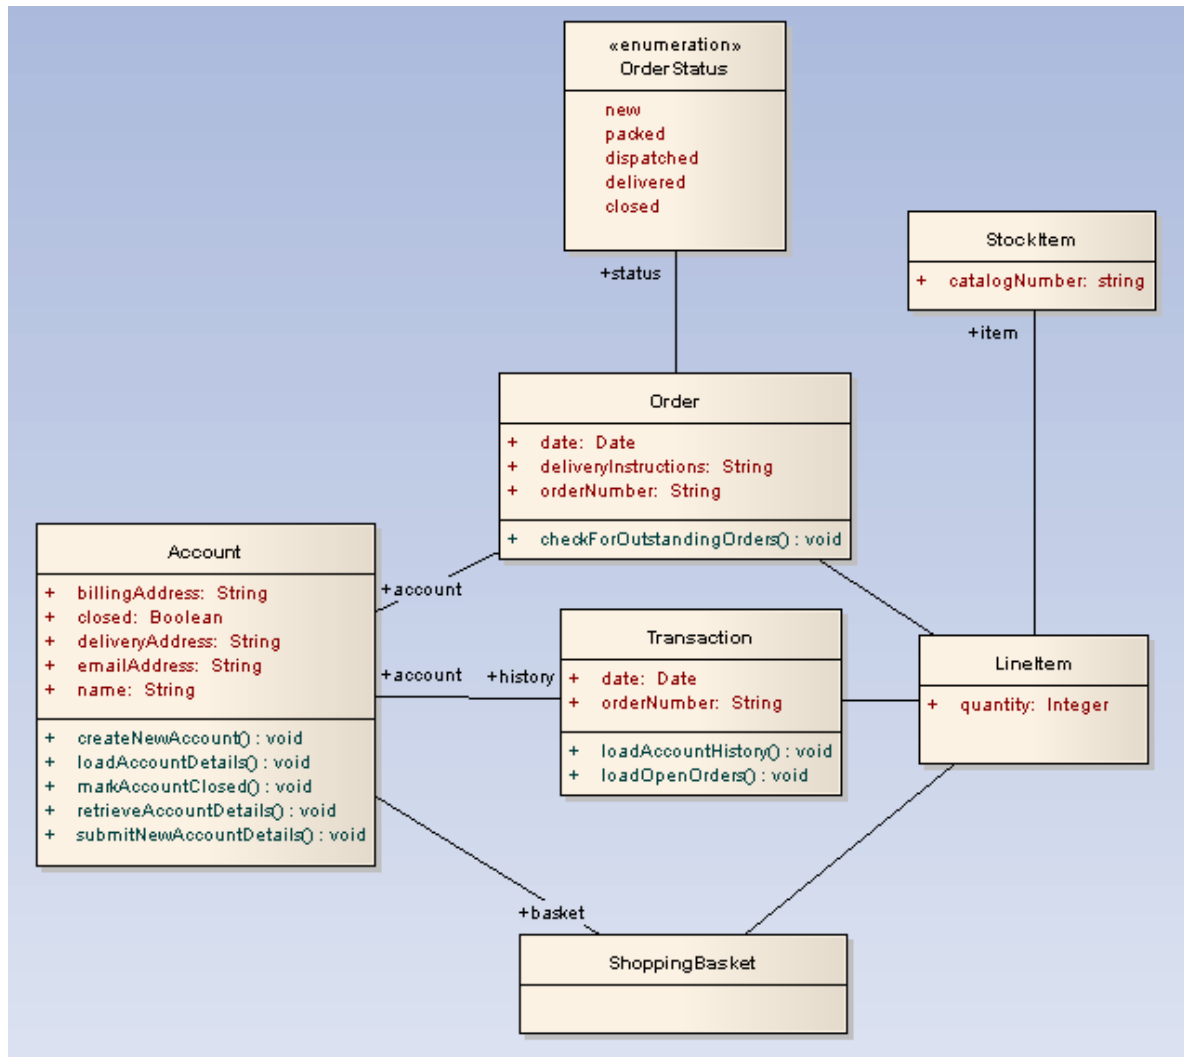 «enumeration»
OrderStatus
new
packed
dispatched
delivered
closed
+status
StockItem
+ catalogNumber: string
+item
Order
+ date: Date
+ deliveryInstructions: String
+ orderNumber: String
+ checkForOutstandingOrders() : void
Account
+ billingAddress: String
+ closed: Boolean
+ deliveryAddress: String
+ emailAddress: String
+ name: String
+ createNewAccount() : void
+ loadAccountDetails() : void
+ markAccountClosed() : void
+ retrieveAccountDetails() : void
+ submitNewAccountDetails() : void
+account
+account
+history
Transaction
+ date: Date
+ orderNumber: String
+ loadAccountHistory() : void
+ loadOpenOrders() : void
LineItem
+ quantity: Integer
+basket
ShoppingBasket